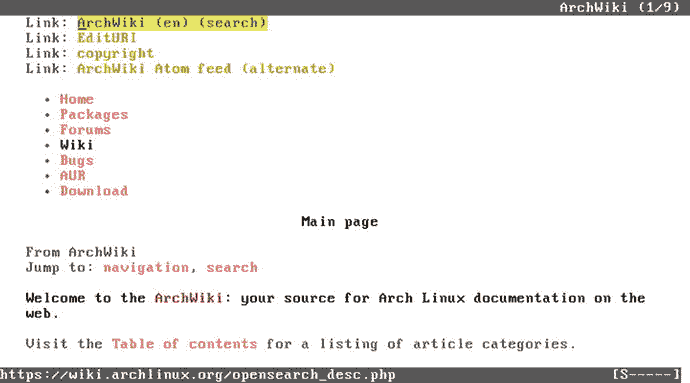 ArchWiki (1/9)
Link: ArchWiki (en) (search)
Link: EditURI
Link: copyright
Link: ArchWiki Atom feed (alternate)
• Home
• Packages
• Forums
• Wiki
• Bugs
• AUR
• Download
Main page
From ArchWiki
Jump to: navigation, search
Welcome to the ArchWiki: your source for Arch Linux documentation on the
web.
Visit the Table of contents for a listing of article categories.
https://wiki.archlinux.org/opensearch_desc.php [S-----]